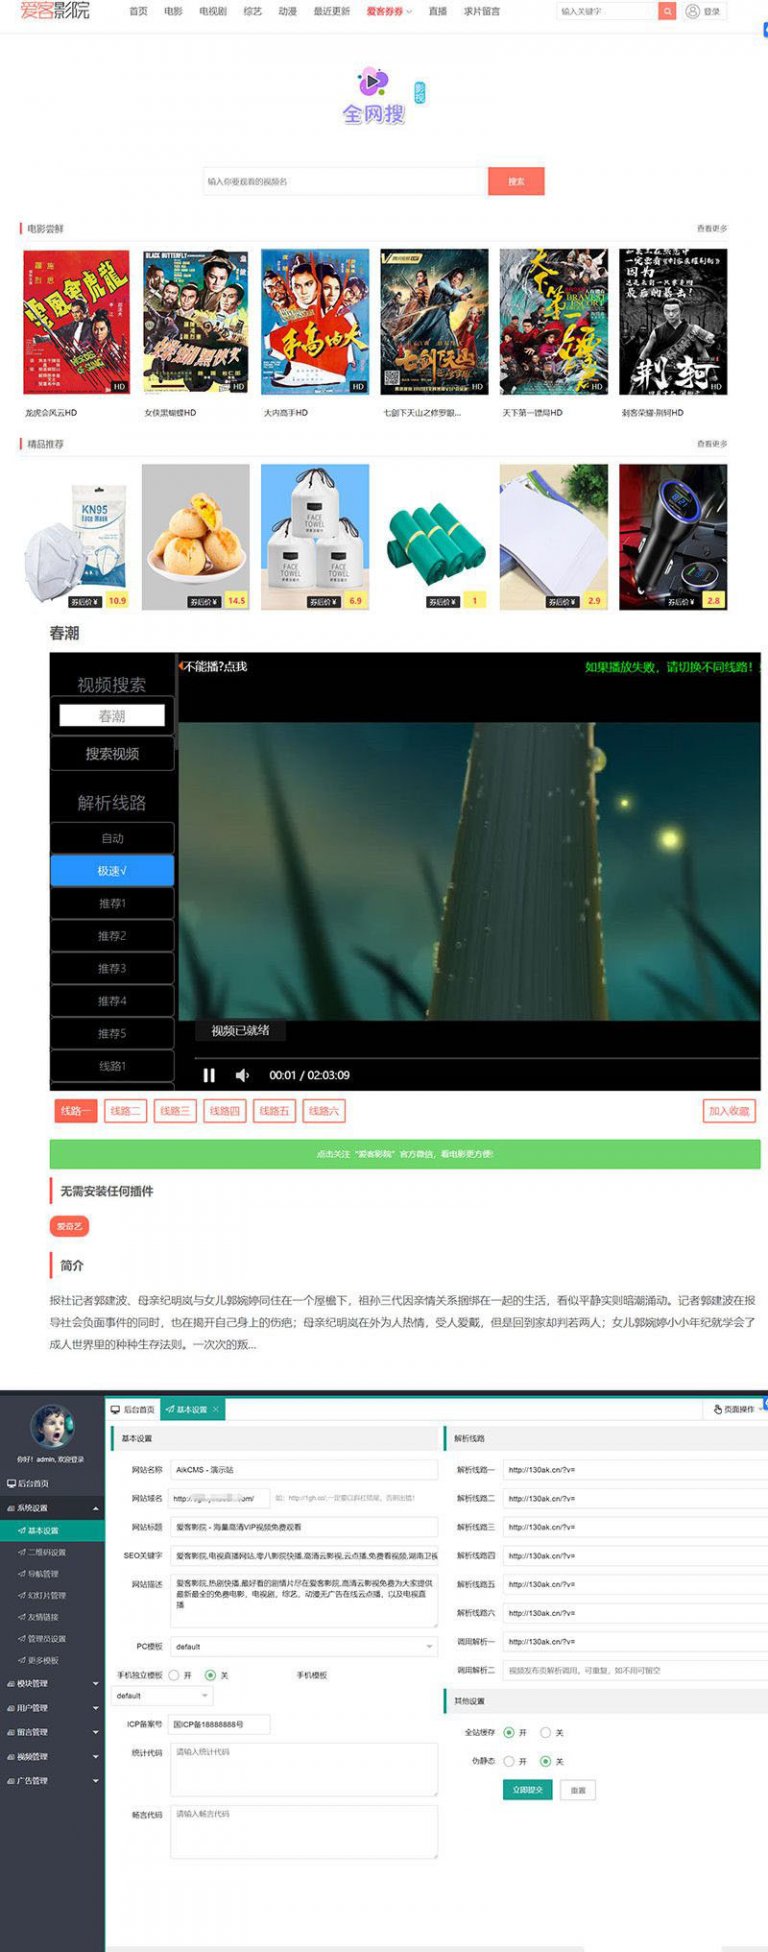 爱客影院
首页 电影 电视剧 综艺 动漫 最近更新 爱客券券 直播 求片留言
输入关键字
登录
全网搜
影视
输入你要观看的视频名
搜索
电影尝鲜
查看更多
龙虎会风云HD
女侠黑蝴蝶HD
大内高手HD
七剑下天山之修罗眼...
天下第一镖局HD
刺客荣耀·荆轲HD
精品推荐
查看更多
KN95
Face Mask
FACE
TOWEL
券后价¥ 10.9
券后价¥ 14.5
券后价¥ 6.9
券后价¥ 1
券后价¥ 2.9
券后价¥ 2.8
春潮
视频搜索
春潮
搜索视频
解析线路
自动
极速√
推荐1
推荐2
推荐3
推荐4
推荐5
线路1
不能播?点我
如果播放失败，请切换不同线路！
视频已就绪
00:01 / 02:03:09
线路一 线路二 线路三 线路四 线路五 线路六
加入收藏
点击关注“爱客影院”官方微信，看电影更方便!
无需安装任何插件
爱奇艺
简介
报社记者郭建波、母亲纪明岚与女儿郭婉婷同住在一个屋檐下，祖孙三代因亲情关系捆绑在一起的生活，看似平静实则暗潮涌动。记者郭建波在报
导社会负面事件的同时，也在揭开自己身上的伤疤；母亲纪明岚在外为人热情，受人爱戴，但是回到家却判若两人；女儿郭婉婷小小年纪就学会了
成人世界里的种种生存法则。一次次的叛...
你好！admin, 欢迎登录
后台首页
系统设置
基本设置
二维码设置
导航管理
幻灯片管理
友情链接
管理员设置
更多模板
模块管理
用户管理
留言管理
视频管理
广告管理
后台首页
基本设置
页面操作
基本设置
网站名称 AikCMS - 演示站
网站域名
如：http://1gh.cc/,一定要以斜杠结尾，否则出错！
网站标题 爱客影院 - 海量高清VIP视频免费观看
SEO关键字 爱客影院,电视直播网站,零八影院快播,高清云影视,云点播,免费看视频,湖南卫视
网站描述 爱客影院,热剧快播,最好看的剧情片尽在爱客影院,高清云影视免费为大家提供
最新最全的免费电影、电视剧、综艺、动漫无广告在线云点播，以及电视直
播
PC模板 default
手机独立模板 开 关 手机模板
default
ICP备案号 国ICP备18888888号
统计代码 请输入统计代码
畅言代码 请输入畅言代码
解析线路
解析线路一 http://130ak.cn/?v=
解析线路二 http://130ak.cn/?v=
解析线路三 http://130ak.cn/?v=
解析线路四 http://130ak.cn/?v=
解析线路五 http://130ak.cn/?v=
解析线路六 http://130ak.cn/?v=
调用解析一 http://130ak.cn/?v=
调用解析二 视频发布页解析调用，可重复，如不用可留空
其他设置
全站缓存 开 关
伪静态 开 关
立即提交 重置